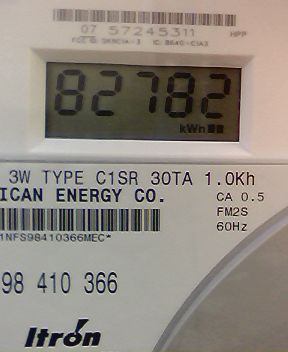 07 57245311 HPP
82782
kWh
3W TYPE C1SR 30TA 1.0Kh
ICAN ENERGY CO. CA 0.5
FM2S
60Hz
1NFS98410366MEC*
98 410 366
Itrón